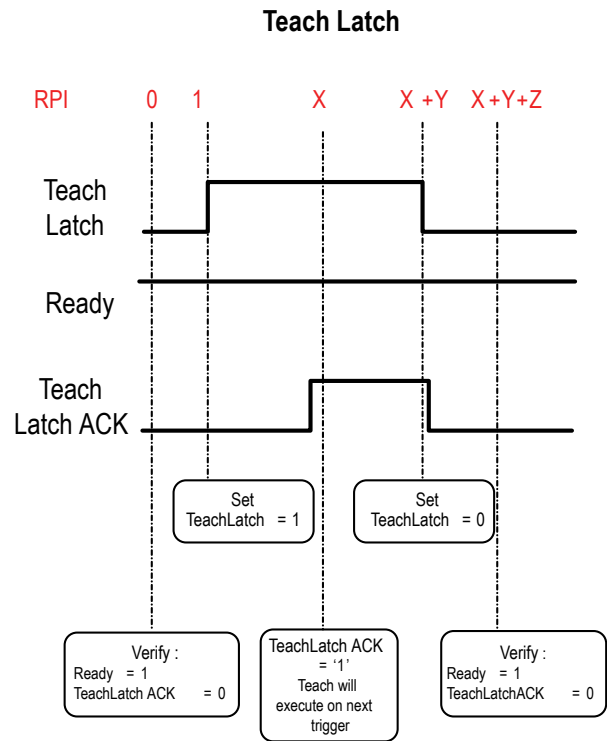 Teach Latch
RPI 0 1 X X +Y X +Y+Z
Teach
Latch
Ready
Teach
Latch ACK
Set
TeachLatch = 1
Set
TeachLatch = 0
Verify :
Ready = 1
TeachLatch ACK = 0
TeachLatch ACK
= ‘1’
Teach will
execute on next
trigger
Verify :
Ready = 1
TeachLatchACK = 0